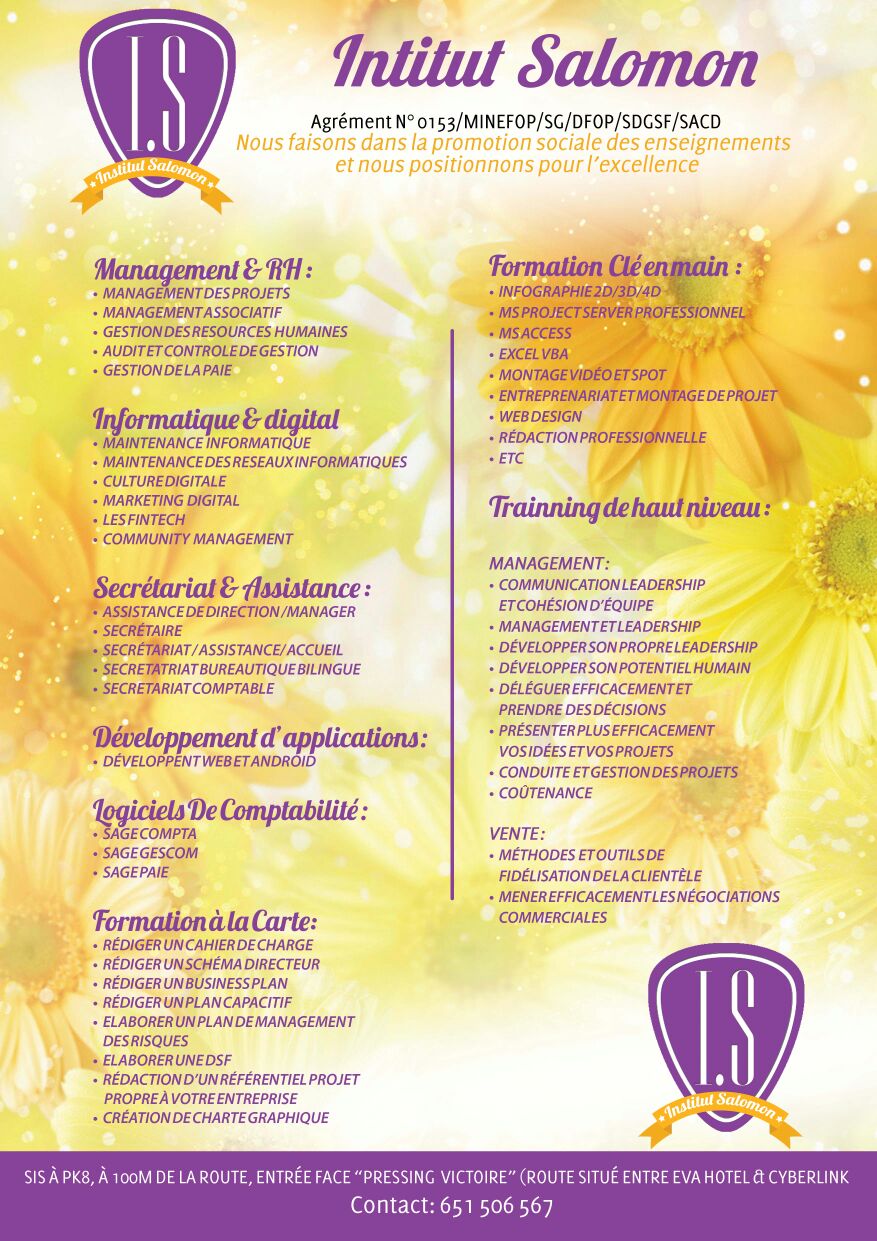 I.S
Institut Salomon
Intitut Salomon
Agrément N° 0153/MINEFOP/SG/DFOP/SDGSF/SACD
Nous faisons dans la promotion sociale des enseignements
et nous positionnons pour l'excellence
Management & RH :
• MANAGEMENT DES PROJETS
• MANAGEMENT ASSOCIATIF
• GESTION DES RESOURCES HUMAINES
• AUDIT ET CONTROLE DE GESTION
• GESTION DE LA PAIE
Informatique & digital
• MAINTENANCE INFORMATIQUE
• MAINTENANCE DES RESEAUX INFORMATIQUES
• CULTURE DIGITALE
• MARKETING DIGITAL
• LES FINTECH
• COMMUNITY MANAGEMENT
Secrétariat & Assistance :
• ASSISTANCE DE DIRECTION /MANAGER
• SECRÉTAIRE
• SECRÉTARIAT / ASSISTANCE/ ACCUEIL
• SECRETATRIAT BUREAUTIQUE BILINGUE
• SECRETARIAT COMPTABLE
Développement d'applications :
• DÉVELOPPENT WEB ET ANDROID
Logiciels De Comptabilité :
• SAGE COMPTA
• SAGE GESCOM
• SAGE PAIE
Formation à la Carte:
• RÉDIGER UN CAHIER DE CHARGE
• RÉDIGER UN SCHÉMA DIRECTEUR
• RÉDIGER UN BUSINESS PLAN
• RÉDIGER UN PLAN CAPACITIF
• ELABORER UN PLAN DE MANAGEMENT
DES RISQUES
• ELABORER UNE DSF
• RÉDACTION D'UN RÉFÉRENTIEL PROJET
PROPRE À VOTRE ENTREPRISE
• CRÉATION DE CHARTE GRAPHIQUE
Formation Clé en main :
• INFOGRAPHIE 2D/3D/4D
• MS PROJECT SERVER PROFESSIONNEL
• MS ACCESS
• EXCEL VBA
• MONTAGE VIDÉO ET SPOT
• ENTREPRENARIAT ET MONTAGE DE PROJET
• WEB DESIGN
• RÉDACTION PROFESSIONNELLE
• ETC
Trainning de haut niveau :
MANAGEMENT :
• COMMUNICATION LEADERSHIP
ET COHÉSION D'ÉQUIPE
• MANAGEMENT ET LEADERSHIP
• DÉVELOPPER SON PROPRE LEADERSHIP
• DÉVELOPPER SON POTENTIEL HUMAIN
• DÉLÉGUER EFFICACEMENT ET
PRENDRE DES DÉCISIONS
• PRÉSENTER PLUS EFFICACEMENT
VOS IDÉES ET VOS PROJETS
• CONDUITE ET GESTION DES PROJETS
• COÛTENANCE
VENTE :
• MÉTHODES ET OUTILS DE
FIDÉLISATION DE LA CLIENTÈLE
• MENER EFFICACEMENT LES NÉGOCIATIONS
COMMERCIALES
I.S
Institut Salomon
SIS À PK8, À 100M DE LA ROUTE, ENTRÉE FACE "PRESSING VICTOIRE" (ROUTE SITUÉ ENTRE EVA HOTEL & CYBERLINK
Contact: 651 506 567